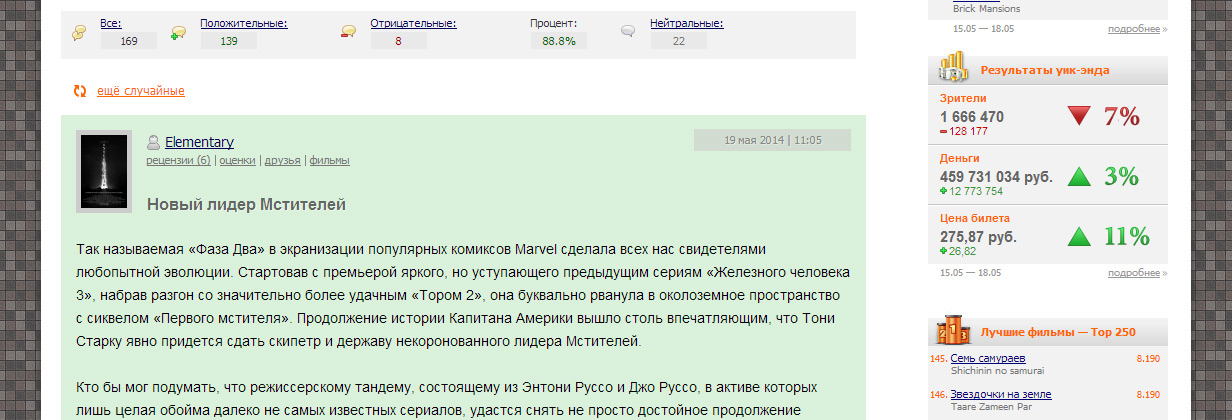 Все: Положительные: Отрицательные: Процент: Нейтральные:
169 139 8 88.8% 22
ещё случайные
Elementary
19 мая 2014 | 11:05
рецензии (6) | оценки | друзья | фильмы
Новый лидер Мстителей
Так называемая «Фаза Два» в экранизации популярных комиксов Marvel сделала всех нас свидетелями
любопытной эволюции. Стартовав с премьерой яркого, но уступающего предыдущим сериям «Железного человека
3», набрав разгон со значительно более удачным «Тором 2», она буквально рванула в околоземное пространство
с сиквелом «Первого мстителя». Продолжение истории Капитана Америки вышло столь впечатляющим, что Тони
Старку явно придется сдать скипетр и державу некоронованного лидера Мстителей.
Кто бы мог подумать, что режиссерскому тандему, состоящему из Энтони Руссо и Джо Руссо, в активе которых
лишь целая обойма далеко не самых известных сериалов, удастся снять не просто достойное продолжение
Brick Mansions
15.05 — 18.05 подробнее »
Результаты уик-энда
Зрители
1 666 470
128 177
7%
Деньги
459 731 034 руб.
12 773 754
3%
Цена билета
275,87 руб.
26,82
11%
15.05 — 18.05 подробнее »
Лучшие фильмы — Top 250
145. Семь самураев 8.190
Shichinin no samurai
146. Звездочки на земле 8.190
Taare Zameen Par